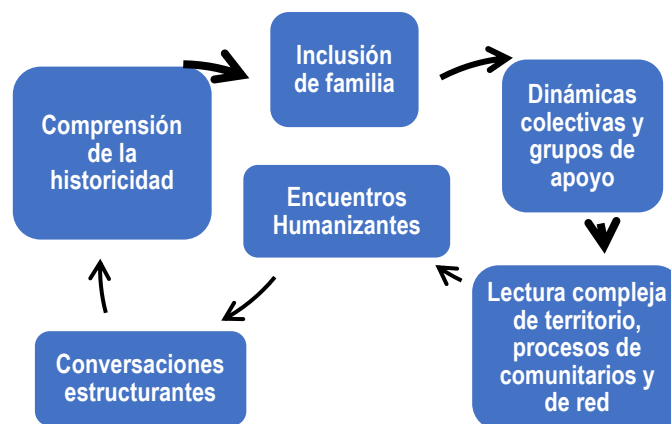 Inclusión
de familia
Comprensión
de la
historicidad
Dinámicas
colectivas y
grupos de
apoyo
Encuentros
Humanizantes
Lectura compleja
de territorio,
procesos de
comunitarios y
de red
Conversaciones
estructurantes